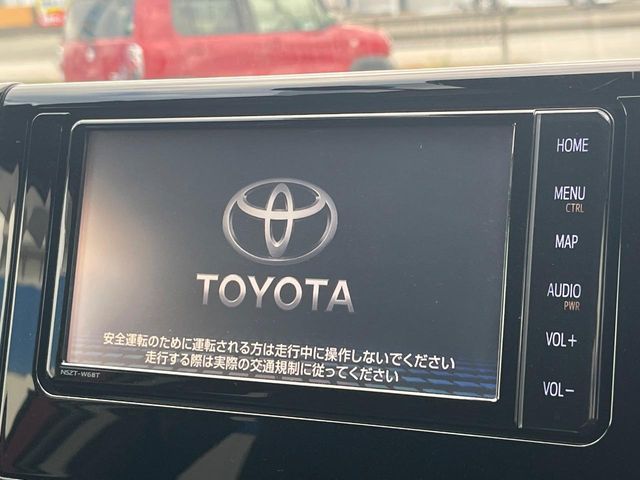 TOYOTA
安全運転のために運転される方は走行中に操作しないでください
走行する際は実際の交通規制に従ってください
NSZT-W68T
HOME
MENU
CTRL
MAP
AUDIO
PWR
VOL+
VOL-